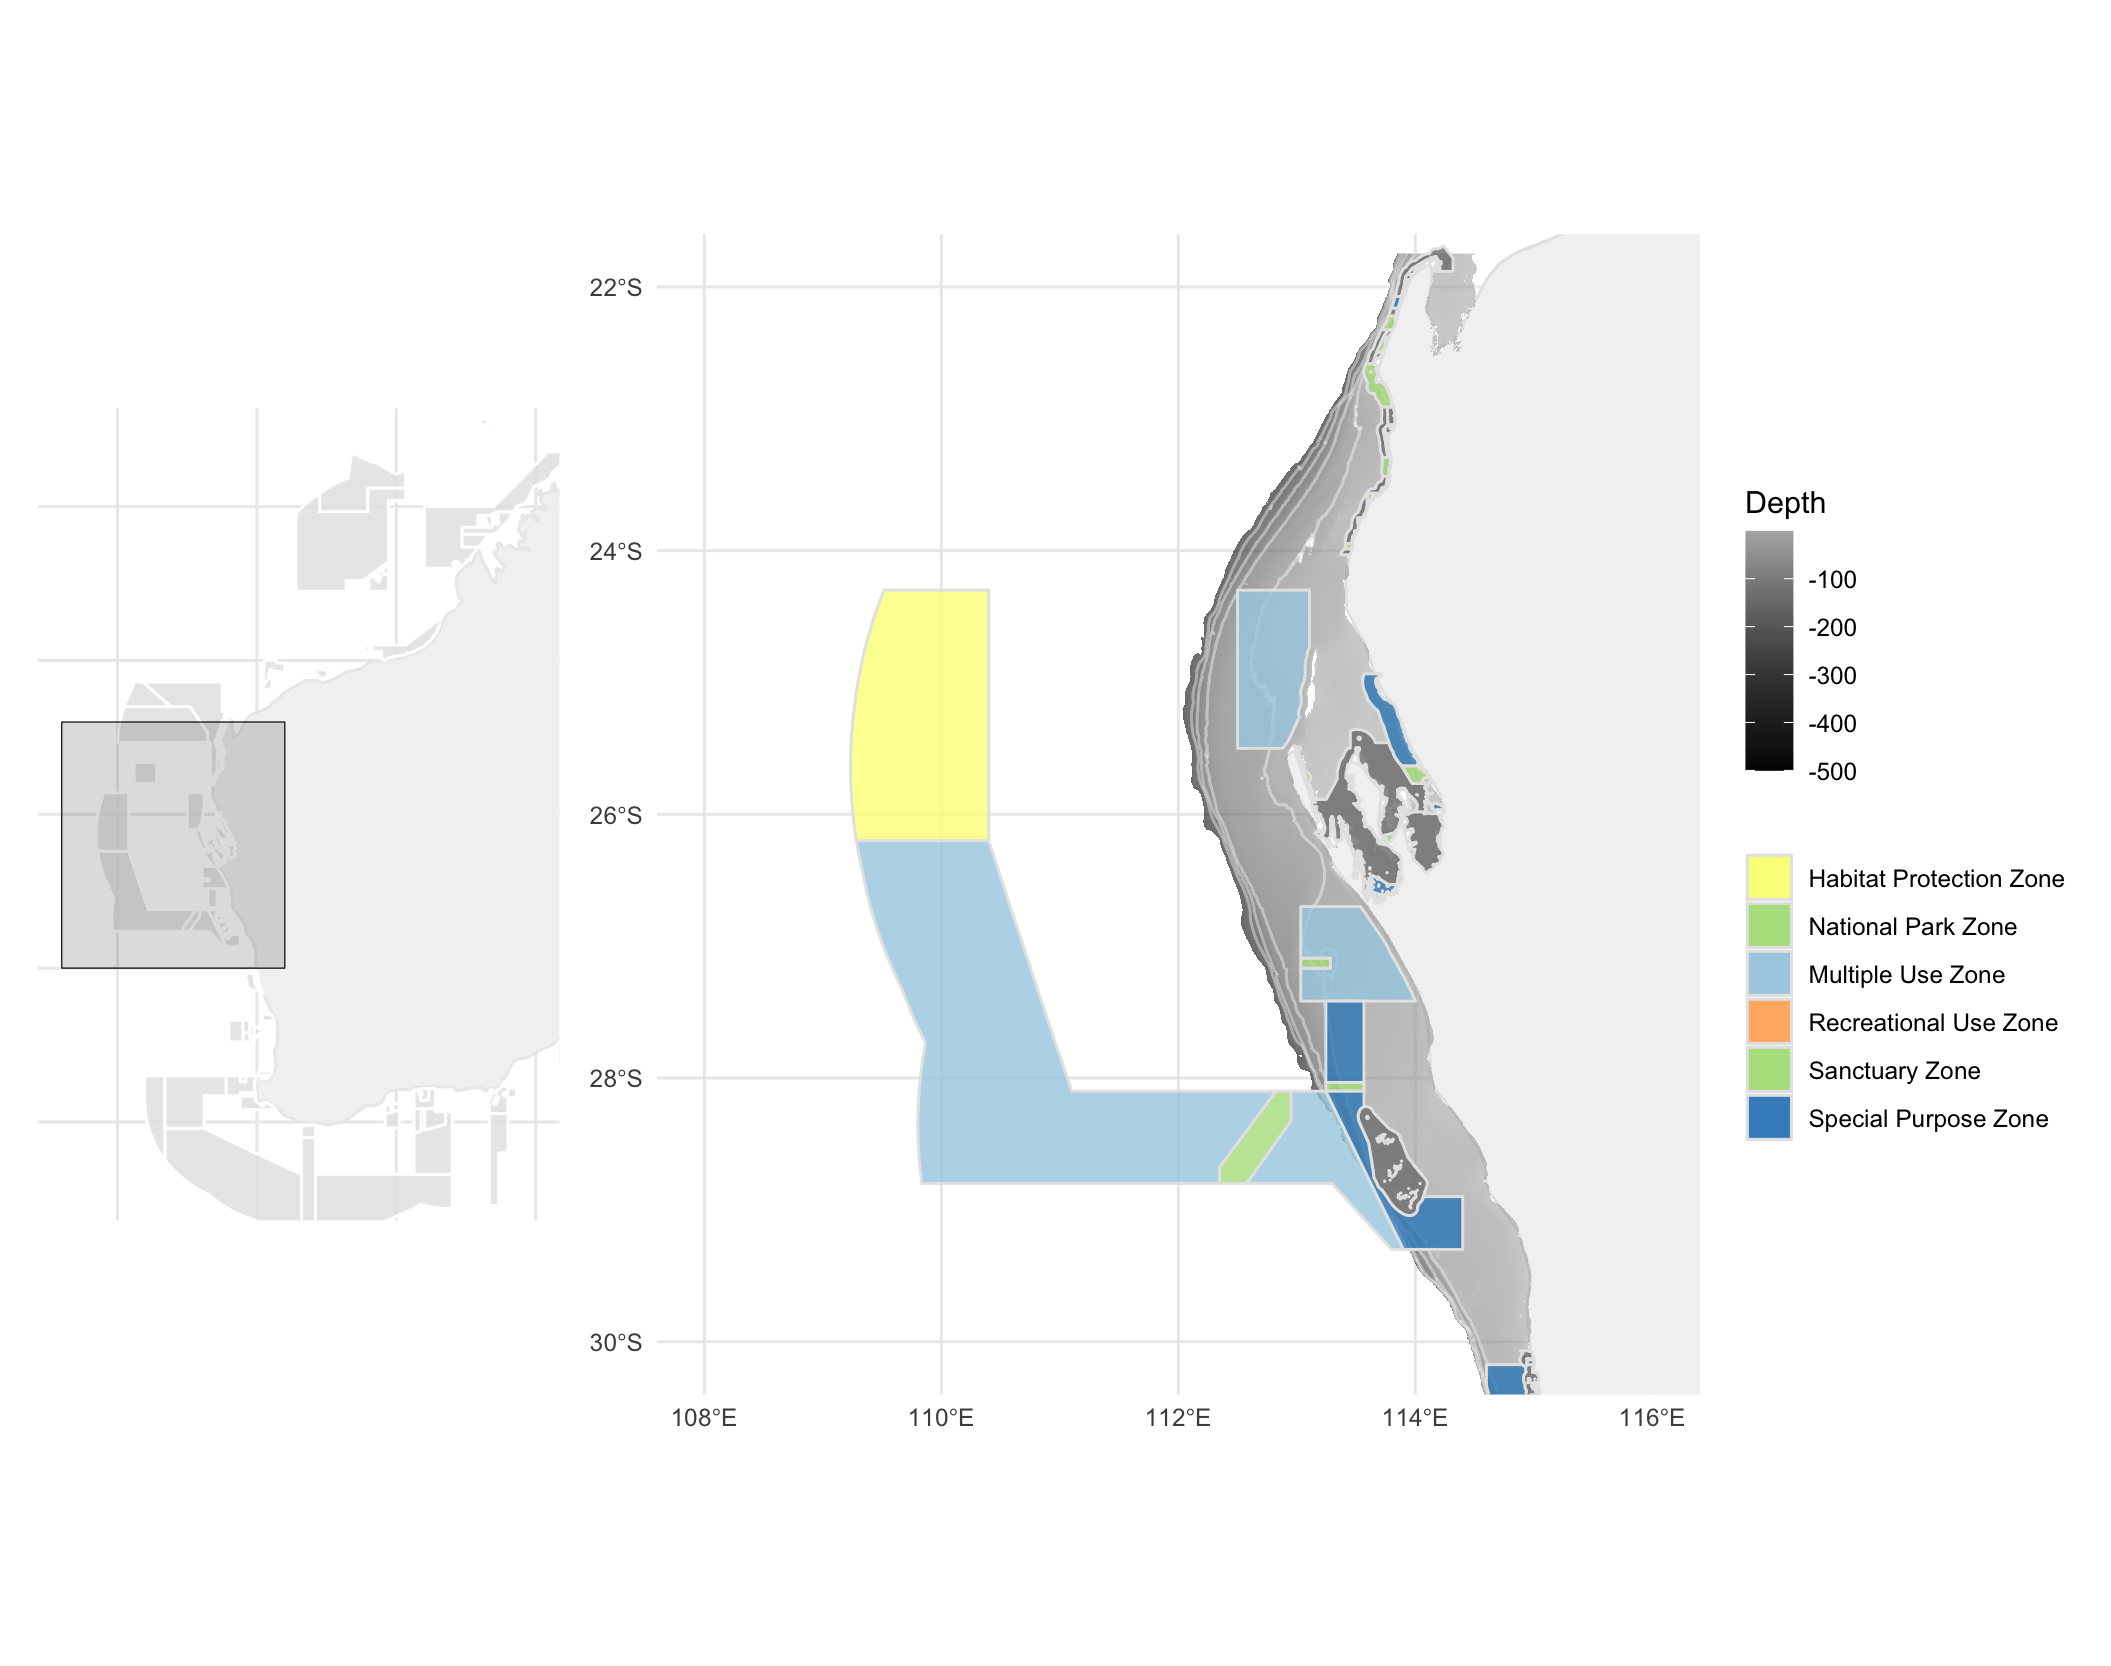 22°S
24°S
26°S
28°S
30°S
108°E
110°E
112°E
114°E
116°E
Depth
-100
-200
-300
-400
-500
Habitat Protection Zone
National Park Zone
Multiple Use Zone
Recreational Use Zone
Sanctuary Zone
Special Purpose Zone